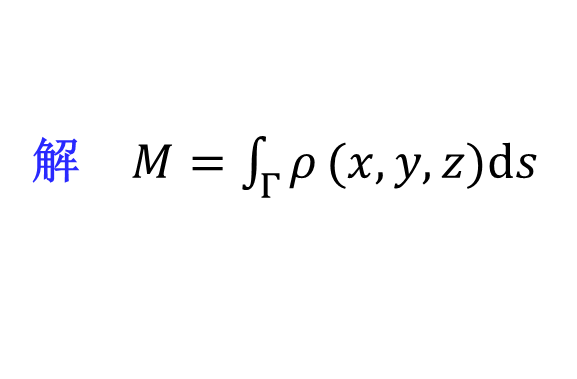 解 M = ∫_Γ ρ (x, y, z)ds